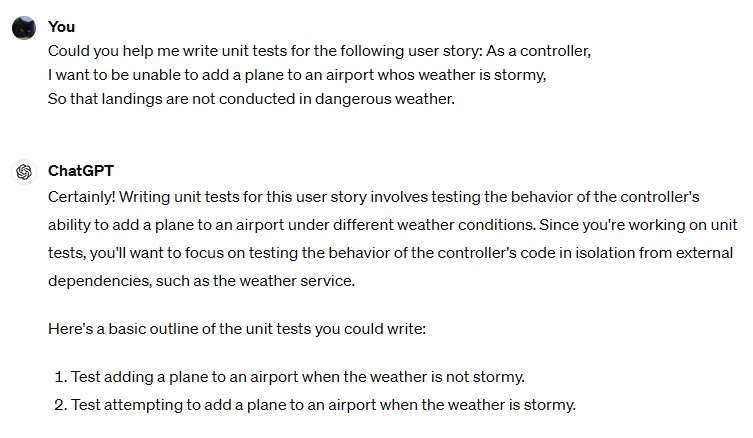 You
Could you help me write unit tests for the following user story: As a controller,
I want to be unable to add a plane to an airport whos weather is stormy,
So that landings are not conducted in dangerous weather.
ChatGPT
Certainly! Writing unit tests for this user story involves testing the behavior of the controller's
ability to add a plane to an airport under different weather conditions. Since you're working on unit
tests, you'll want to focus on testing the behavior of the controller's code in isolation from external
dependencies, such as the weather service.
Here's a basic outline of the unit tests you could write:
1. Test adding a plane to an airport when the weather is not stormy.
2. Test attempting to add a plane to an airport when the weather is stormy.